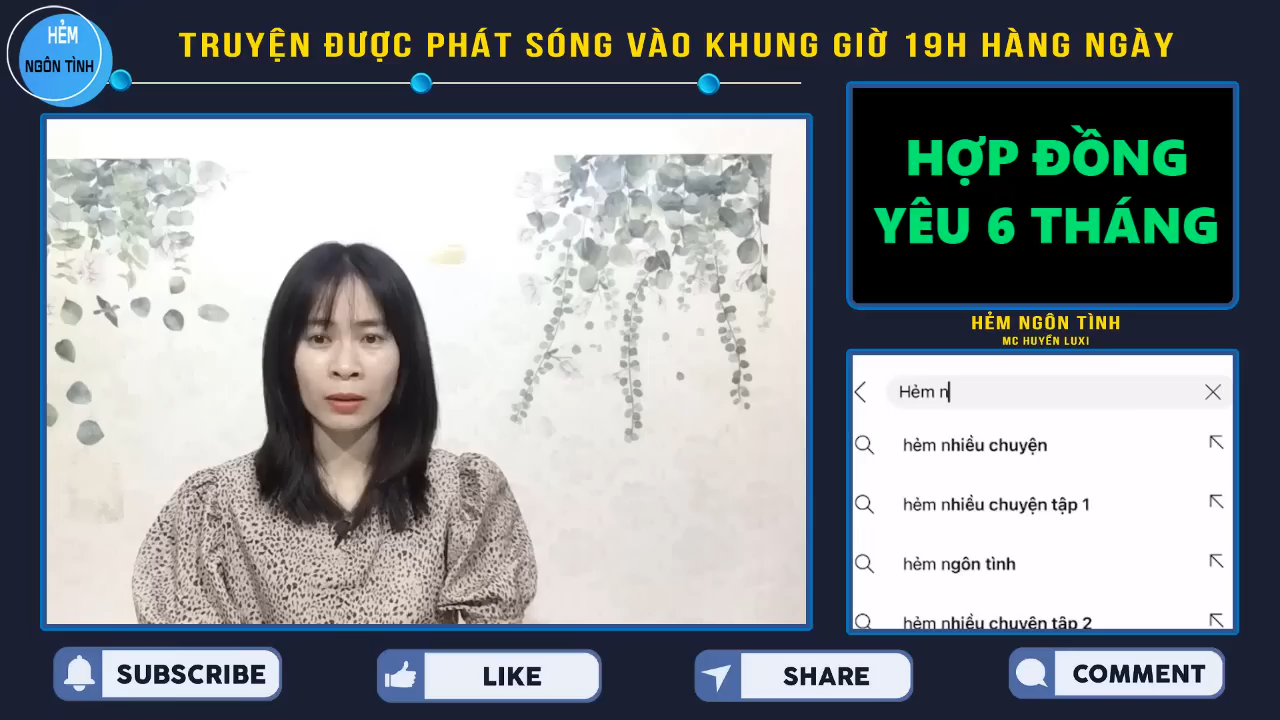 HẺM
NGÔN TÌNH
TRUYỆN ĐƯỢC PHÁT SÓNG VÀO KHUNG GIỜ 19H HÀNG NGÀY
HỢP ĐỒNG
YÊU 6 THÁNG
HẺM NGÔN TÌNH
MC HUYỀN LUXI
Hẻm n
hẻm nhiều chuyện
hẻm nhiều chuyện tập 1
hẻm ngôn tình
hẻm nhiều chuyện tập 2
SUBSCRIBE
LIKE
SHARE
COMMENT